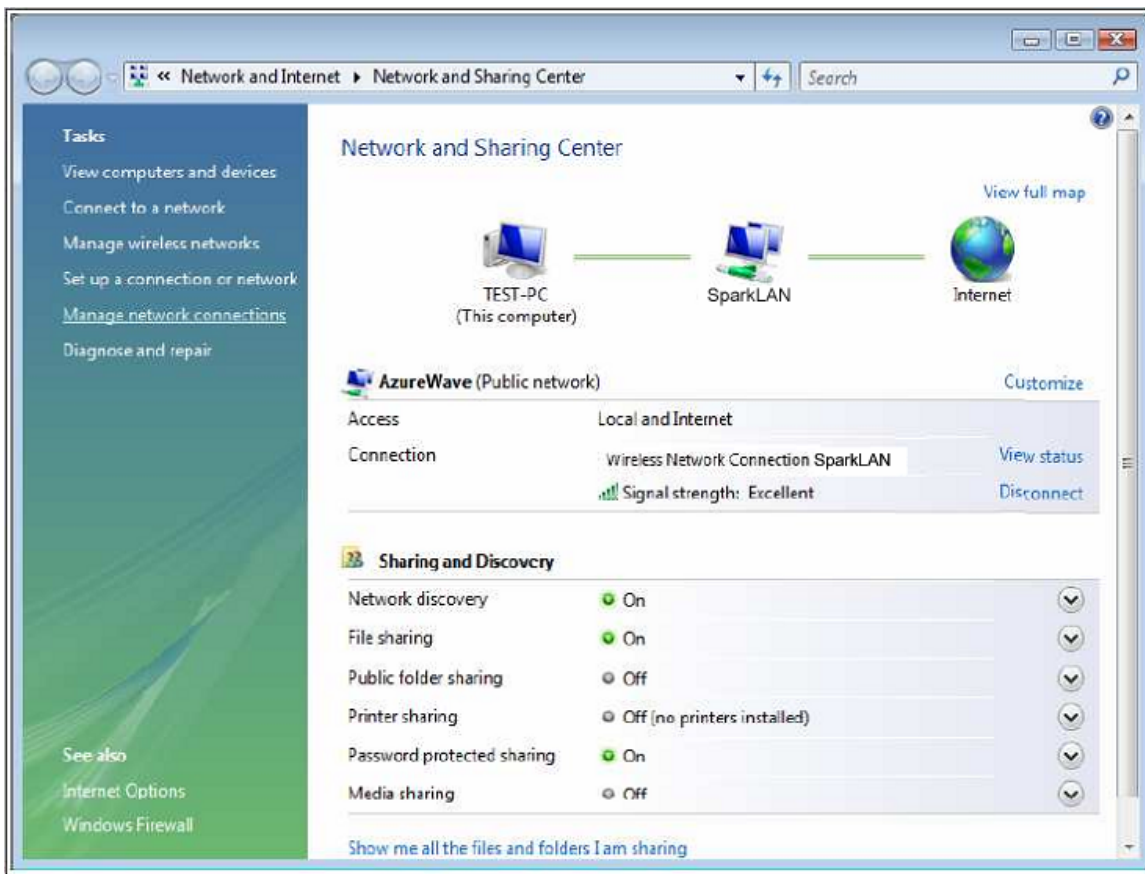 « Network and Internet ▸ Network and Sharing Center
Search
Tasks
View computers and devices
Connect to a network
Manage wireless networks
Set up a connection or network
Manage network connections
Diagnose and repair
See also
Internet Options
Windows Firewall
Network and Sharing Center
View full map
TEST-PC
(This computer)
SparkLAN
Internet
AzureWave (Public network)
Customize
Access Local and Internet
Connection Wireless Network Connection SparkLAN View status
Signal strength: Excellent Disconnect
Sharing and Discovery
Network discovery On
File sharing On
Public folder sharing Off
Printer sharing Off (no printers installed)
Password protected sharing On
Media sharing Off
Show me all the files and folders I am sharing